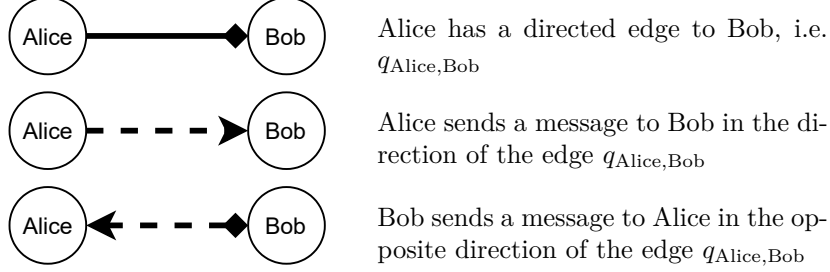 Alice Bob Alice has a directed edge to Bob, i.e.
q_Alice,Bob
Alice Bob Alice sends a message to Bob in the di-
rection of the edge q_Alice,Bob
Alice Bob Bob sends a message to Alice in the op-
posite direction of the edge q_Alice,Bob